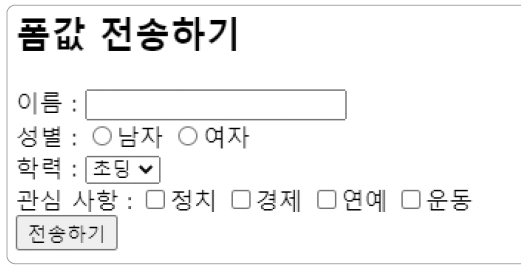 폼값 전송하기
이름 :
성별 : 남자 여자
학력 : 초딩
관심 사항 : 정치 경제 연예 운동
전송하기